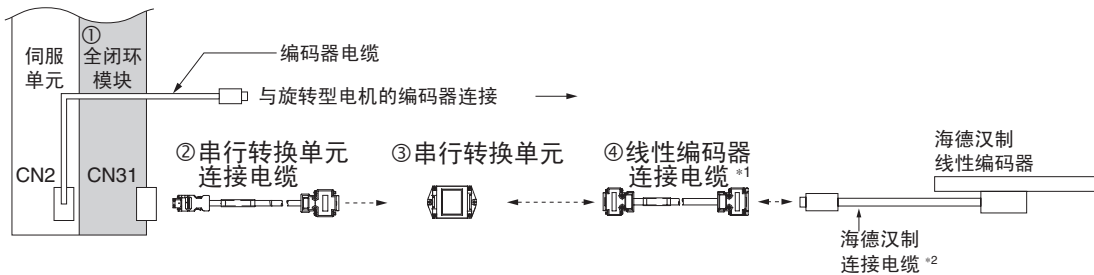 ①
伺服
单元
全闭环
模块
编码器电缆
与旋转型电机的编码器连接
CN2
CN31
②串行转换单元
连接电缆
③串行转换单元
④线性编码器
连接电缆 *1
海德汉制
线性编码器
海德汉制
连接电缆 *2